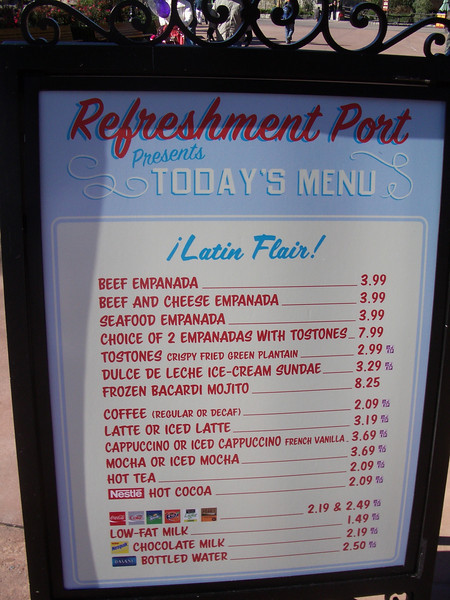 Refreshment Port
Presents
TODAY'S MENU
¡Latin Flair!
BEEF EMPANADA 3.99
BEEF AND CHEESE EMPANADA 3.99
SEAFOOD EMPANADA 3.99
CHOICE OF 2 EMPANADAS WITH TOSTONES 7.99
TOSTONES CRISPY FRIED GREEN PLANTAIN 2.99
DULCE DE LECHE ICE-CREAM SUNDAE 3.29
FROZEN BACARDI MOJITO 8.25
COFFEE (REGULAR OR DECAF) 2.09
LATTE OR ICED LATTE 3.19
CAPPUCCINO OR ICED CAPPUCCINO FRENCH VANILLA 3.69
MOCHA OR ICED MOCHA 3.69
HOT TEA 2.09
Nestlé HOT COCOA 2.09
2.19 & 2.49
LOW-FAT MILK 1.49
CHOCOLATE MILK 2.19
BOTTLED WATER 2.50